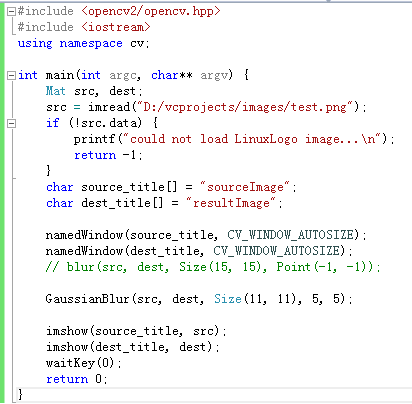 #include <opencv2/opencv.hpp>
#include <iostream>
using namespace cv;
int main(int argc, char** argv) {
Mat src, dest;
src = imread("D:/vcprojects/images/test.png");
if (!src.data) {
printf("could not load LinuxLogo image...\n");
return -1;
}
char source_title[] = "sourceImage";
char dest_title[] = "resultImage";
namedWindow(source_title, CV_WINDOW_AUTOSIZE);
namedWindow(dest_title, CV_WINDOW_AUTOSIZE);
// blur(src, dest, Size(15, 15), Point(-1, -1));
GaussianBlur(src, dest, Size(11, 11), 5, 5);
imshow(source_title, src);
imshow(dest_title, dest);
waitKey(0);
return 0;
}